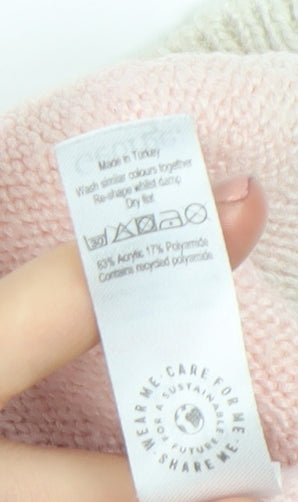 Made in Turkey
Wash similar colours together
Re-shape whilst damp
Dry flat
30
83% Acrylic 17% Polyamide
Contains recycled polyamide
WEAR ME · CARE FOR ME · SHARE ME ·
FOR A SUSTAINABLE FUTURE